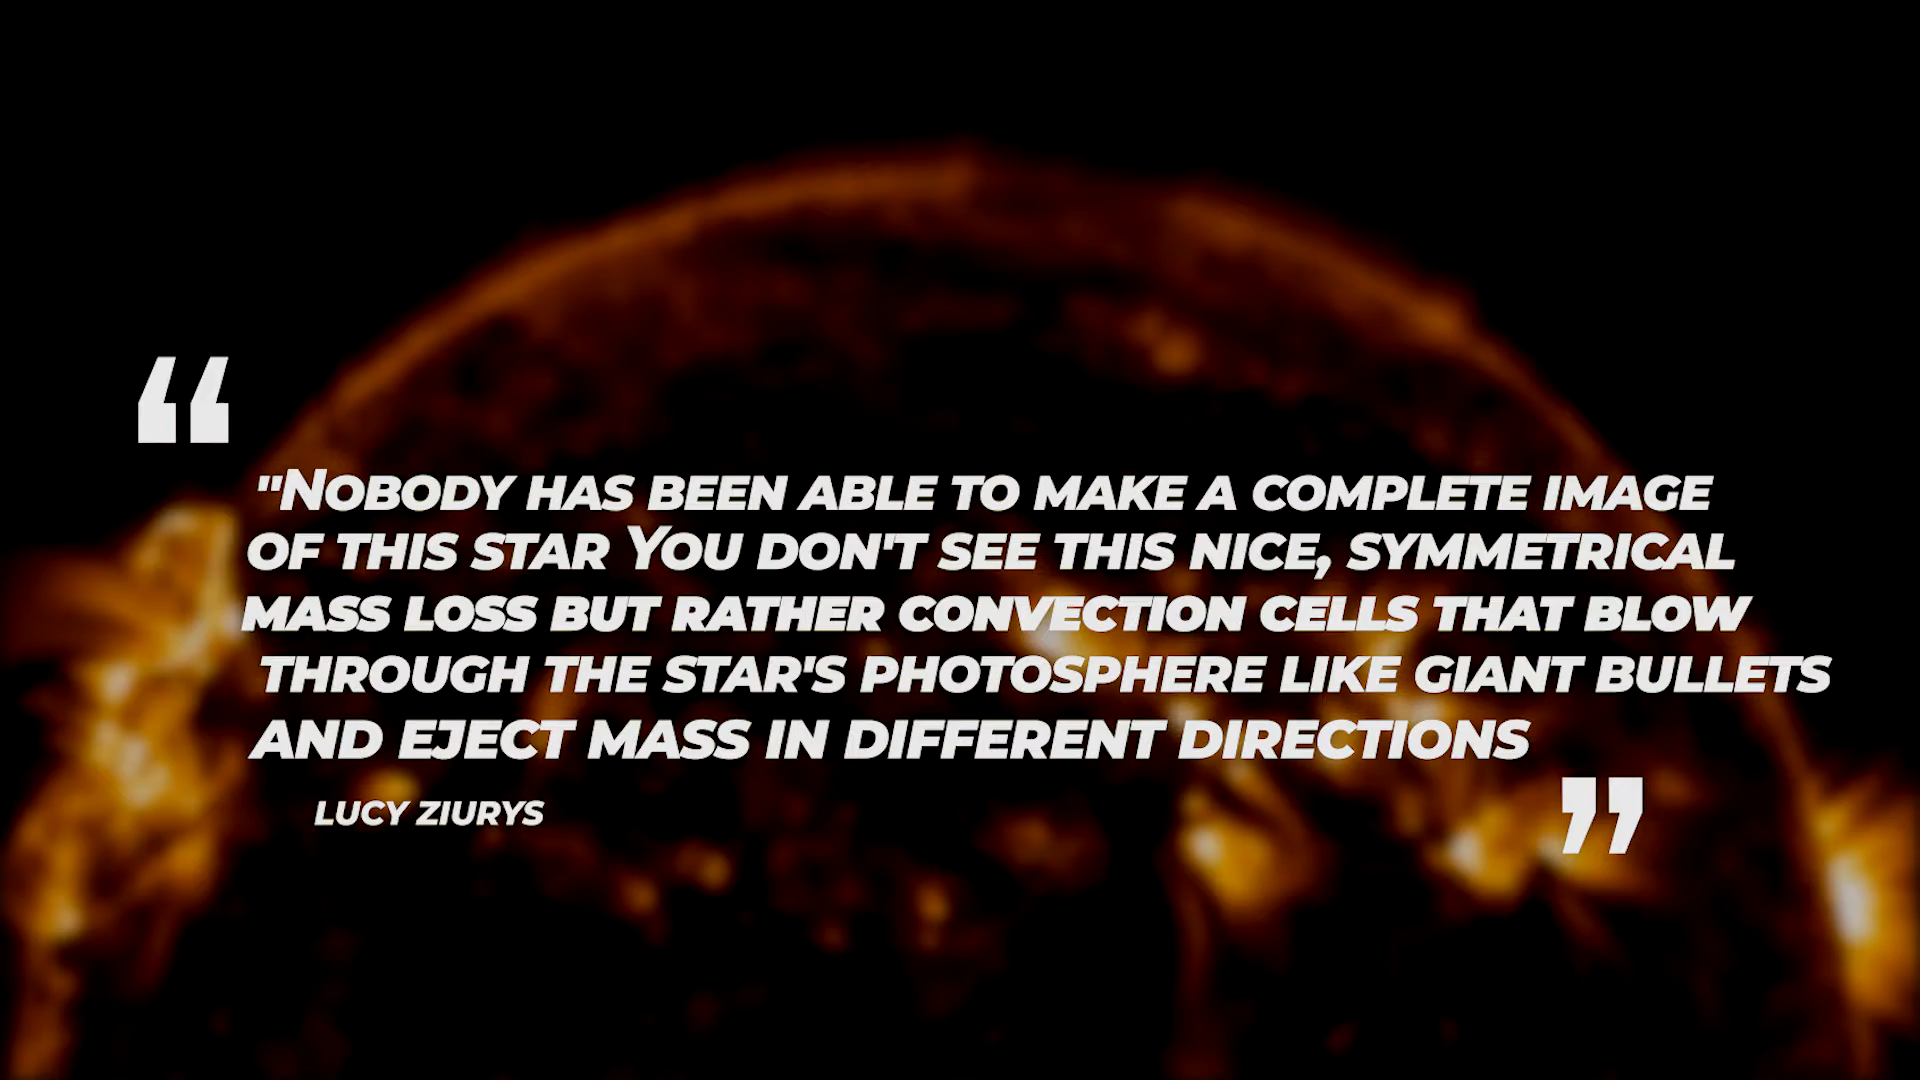 “
"Nobody has been able to make a complete image
of this star You don't see this nice, symmetrical
mass loss but rather convection cells that blow
through the star's photosphere like giant bullets
and eject mass in different directions
”
Lucy Ziurys